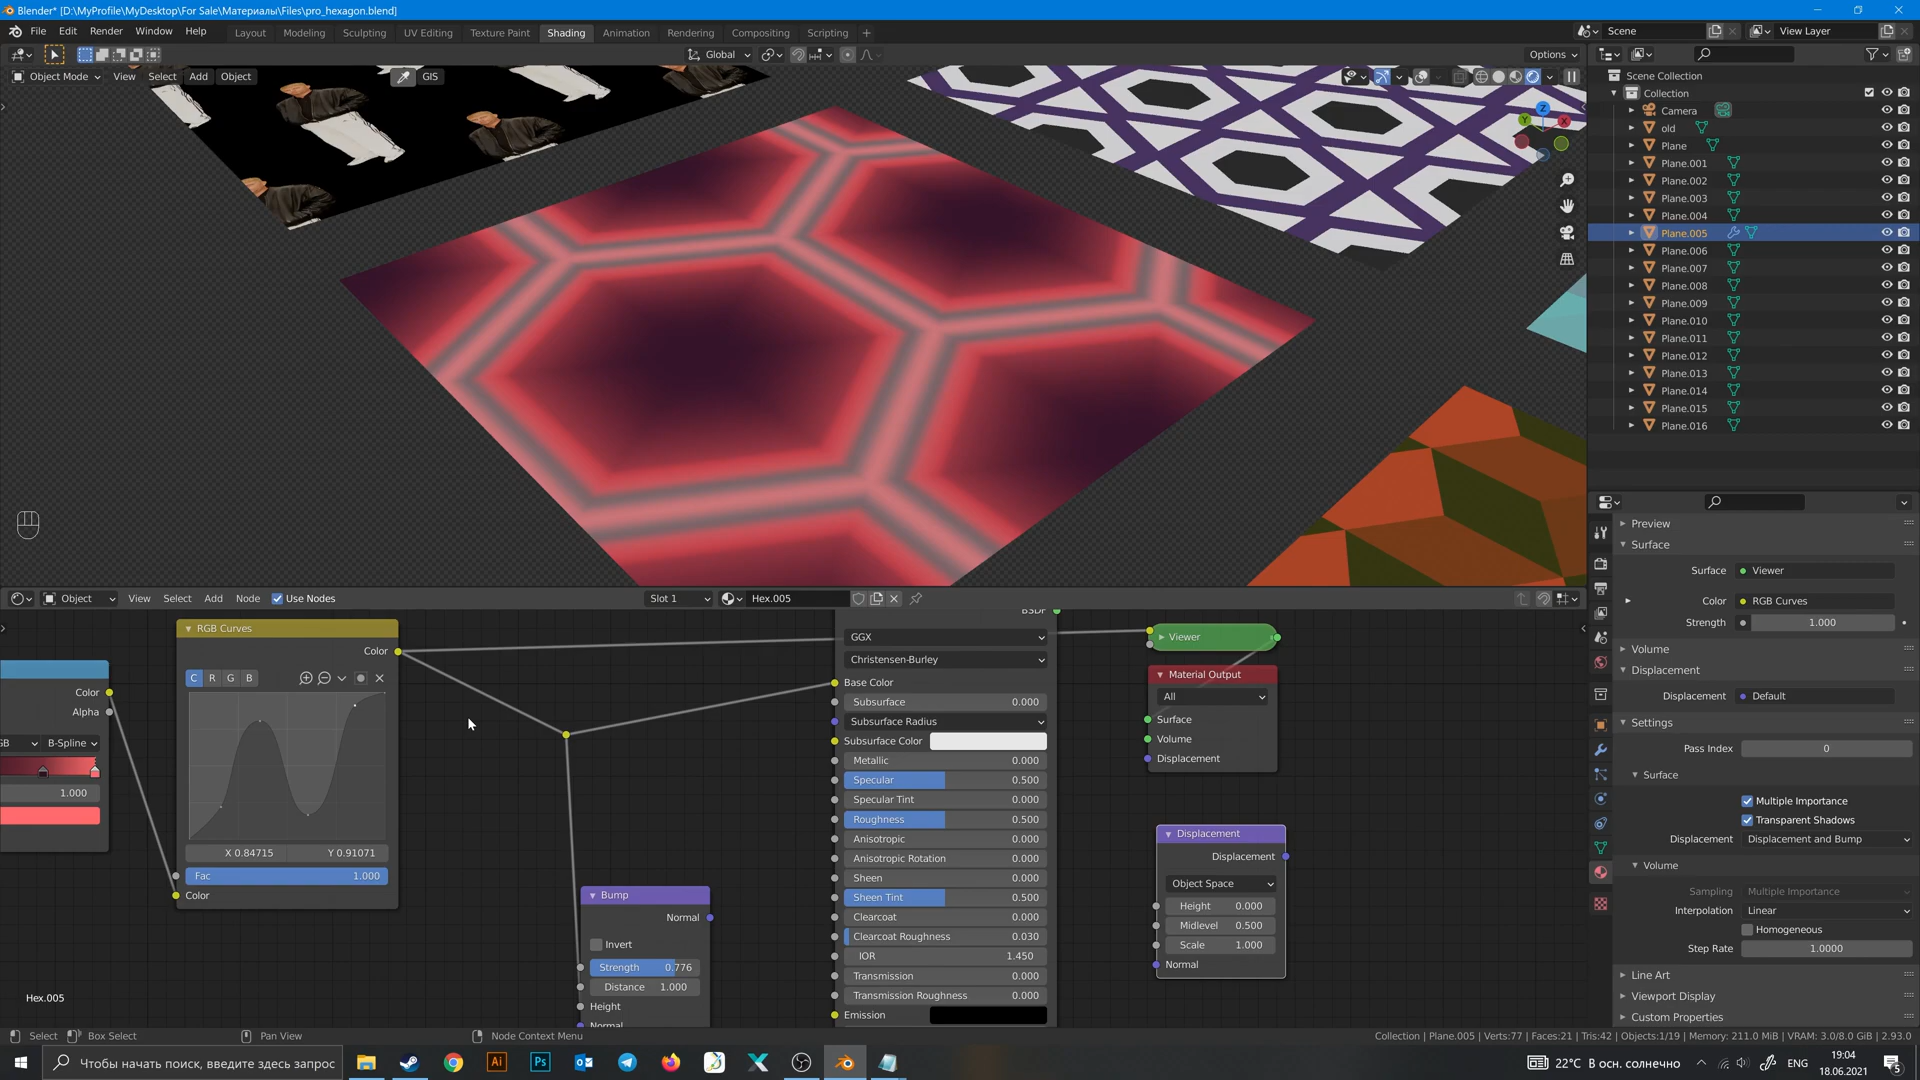 Blender* [D:\MyProfile\MyDesktop\For Sale\Материалы\Files\pro_hexagon.blend]
File Edit Render Window Help Layout Modeling Sculpting UV Editing Texture Paint Shading Animation Rendering Compositing Scripting + Scene View Layer
Global Options
Object Mode View Select Add Object GIS
Z
Y X
Scene Collection
Collection
Camera
old
Plane
Plane.001
Plane.002
Plane.003
Plane.004
Plane.005
Plane.006
Plane.007
Plane.008
Plane.009
Plane.010
Plane.011
Plane.012
Plane.013
Plane.014
Plane.015
Plane.016
Preview
Surface
Surface Viewer
Color RGB Curves
Strength 1.000
Volume
Displacement
Displacement Default
Settings
Pass Index 0
Surface
Multiple Importance
Transparent Shadows
Displacement Displacement and Bump
Volume
Sampling Multiple Importance
Interpolation Linear
Homogeneous
Step Rate 1.0000
Line Art
Viewport Display
Custom Properties
Object View Select Add Node Use Nodes Slot 1 Hex.005
Color
Alpha
GB B-Spline
1.000
RGB Curves
Color
C R G B
X 0.84715 Y 0.91071
Fac 1.000
Color
Bump
Normal
Invert
Strength 0.776
Distance 1.000
Height
Normal
BSDF
GGX
Christensen-Burley
Base Color
Subsurface 0.000
Subsurface Radius
Subsurface Color
Metallic 0.000
Specular 0.500
Specular Tint 0.000
Roughness 0.500
Anisotropic 0.000
Anisotropic Rotation 0.000
Sheen 0.000
Sheen Tint 0.500
Clearcoat 0.000
Clearcoat Roughness 0.030
IOR 1.450
Transmission 0.000
Transmission Roughness 0.000
Emission
Viewer
Material Output
All
Surface
Volume
Displacement
Displacement
Displacement
Object Space
Height 0.000
Midlevel 0.500
Scale 1.000
Normal
Hex.005
Select Box Select Pan View Node Context Menu Collection | Plane.005 | Verts:77 | Faces:21 | Tris:42 | Objects:1/19 | Memory: 211.0 MiB | VRAM: 3.0/8.0 GiB | 2.93.0
Чтобы начать поиск, введите здесь запрос Ai Ps 22°C В осн. солнечно ENG 19:04
18.06.2021 5